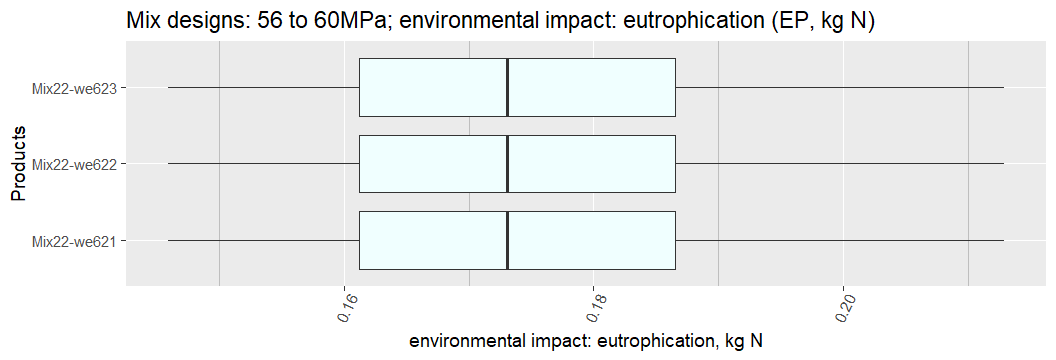 Mix designs: 56 to 60MPa; environmental impact: eutrophication (EP, kg N)
Products
Mix22-we623
Mix22-we622
Mix22-we621
0.16
0.18
0.20
environmental impact: eutrophication, kg N